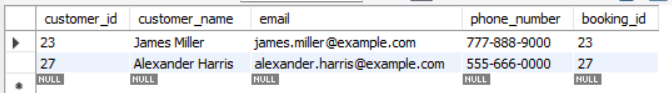 customer_id customer_name email phone_number booking_id
23 James Miller james.miller@example.com 777-888-9000 23
27 Alexander Harris alexander.harris@example.com 555-666-0000 27
NULL NULL NULL NULL NULL